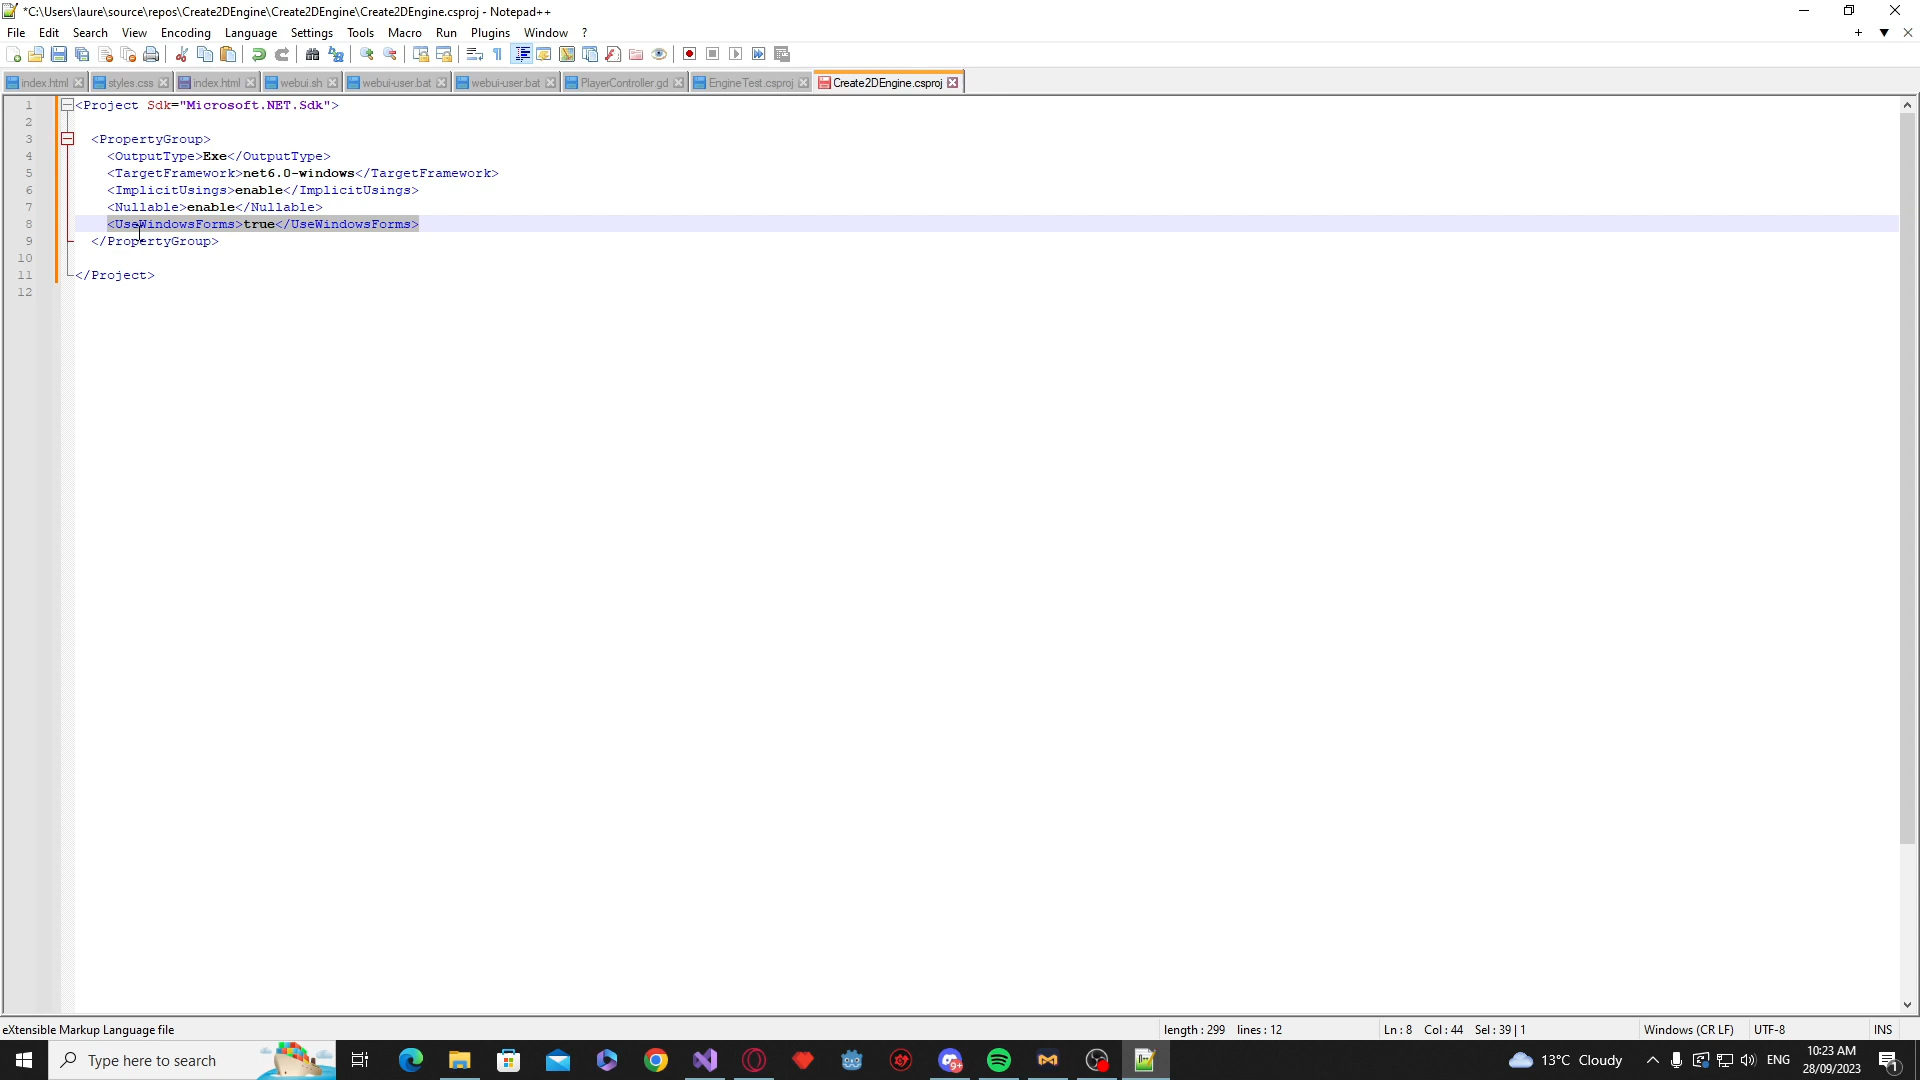 *C:\Users\laure\source\repos\Create2DEngine\Create2DEngine\Create2DEngine.csproj - Notepad++
File Edit Search View Encoding Language Settings Tools Macro Run Plugins Window ?
index.html styles.css index.html webui.sh webui-user.bat webui-user.bat PlayerController.gd EngineTest.csproj Create2DEngine.csproj
1 <Project Sdk="Microsoft.NET.Sdk">
2
3 <PropertyGroup>
4 <OutputType>Exe</OutputType>
5 <TargetFramework>net6.0-windows</TargetFramework>
6 <ImplicitUsings>enable</ImplicitUsings>
7 <Nullable>enable</Nullable>
8 <UseWindowsForms>true</UseWindowsForms>
9 </PropertyGroup>
10
11 </Project>
12
eXtensible Markup Language file length : 299 lines : 12 Ln : 8 Col : 44 Sel : 39 | 1 Windows (CR LF) UTF-8 INS
Type here to search 9+ 13°C Cloudy ENG 10:23 AM 1
28/09/2023